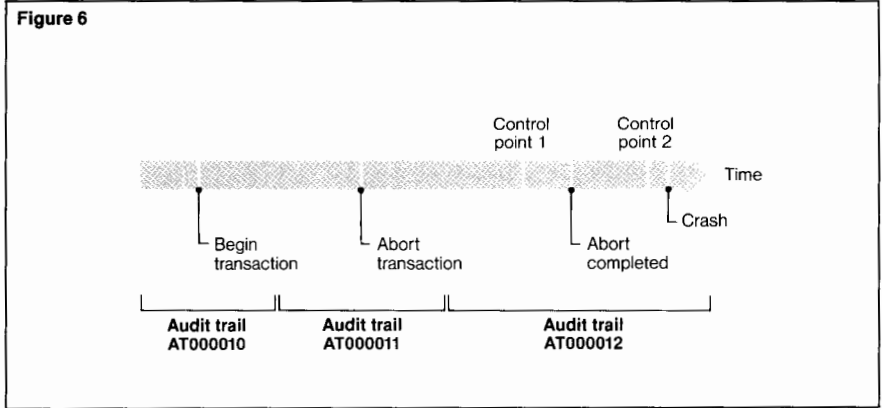 Figure 6
Control
point 1
Control
point 2
Time
Crash
Begin
transaction
Abort
transaction
Abort
completed
Audit trail
AT000010
Audit trail
AT000011
Audit trail
AT000012